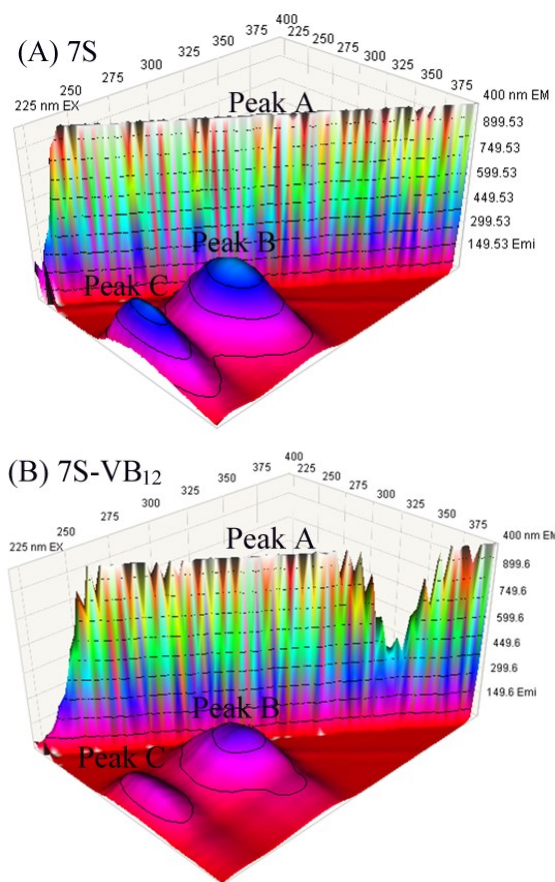 (A) 7S
225 nm EX
250
275
300
325
350
375
400
225
250
275
300
325
350
375
400 nm EM
899.53
749.53
599.53
449.53
299.53
149.53 Emi
Peak A
Peak B
Peak C
(B) 7S-VB₁₂
225 nm EX
250
275
300
325
350
375
400
225
250
275
300
325
350
375
400 nm EM
899.6
749.6
599.6
449.6
299.6
149.6 Emi
Peak A
Peak B
Peak C